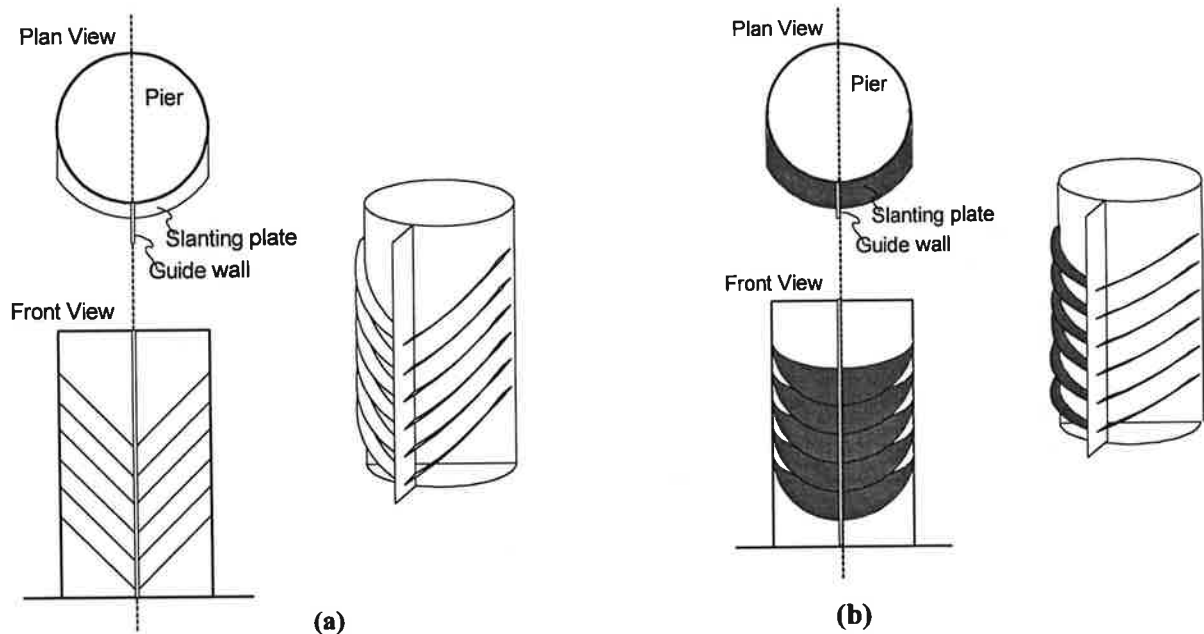 Plan View
Pier
Slanting plate
Guide wall
Front View
(a)
Plan View
Pier
Slanting plate
Guide wall
Front View
(b)